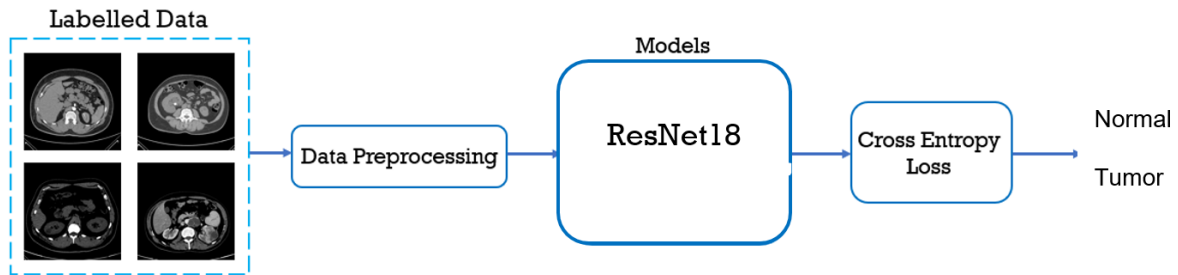 Labelled Data
Data Preprocessing
Models
ResNet18
Cross Entropy
Loss
Normal
Tumor